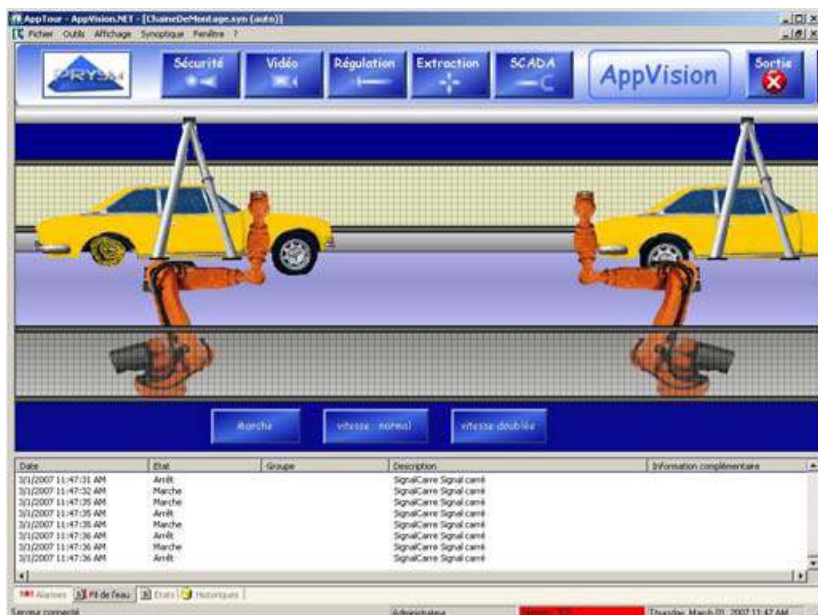 AppTour - AppVision.NET - [ChaineDeMontage.syn (auto)]
Fichier Outils Affichage Synoptique Fenêtre ?
PRYSM Sécurité Vidéo Régulation Extraction SCADA AppVision Sortie
Marche vitesse : normal vitesse doublée
Date Etat Groupe Description Information complémentaire
3/1/2007 11:47:31 AM Arrêt SignalCarre Signal carré
3/1/2007 11:47:32 AM Marche SignalCarre Signal carré
3/1/2007 11:47:35 AM Marche SignalCarre Signal carré
3/1/2007 11:47:35 AM Arrêt SignalCarre Signal carré
3/1/2007 11:47:35 AM Marche SignalCarre Signal carré
3/1/2007 11:47:36 AM Arrêt SignalCarre Signal carré
3/1/2007 11:47:36 AM Marche SignalCarre Signal carré
3/1/2007 11:47:36 AM Arrêt SignalCarre Signal carré
Alarmes Fil de l'eau Etats Historiques
Serveur connecté Administrateur Thursday, March 01, 2007 11:47 AM